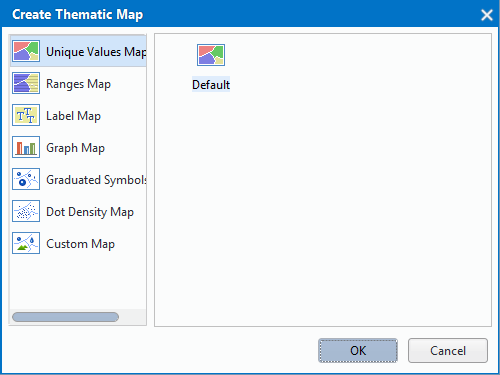 Create Thematic Map
Unique Values Map
Ranges Map
Label Map
Graph Map
Graduated Symbols
Dot Density Map
Custom Map
Default
OK
Cancel